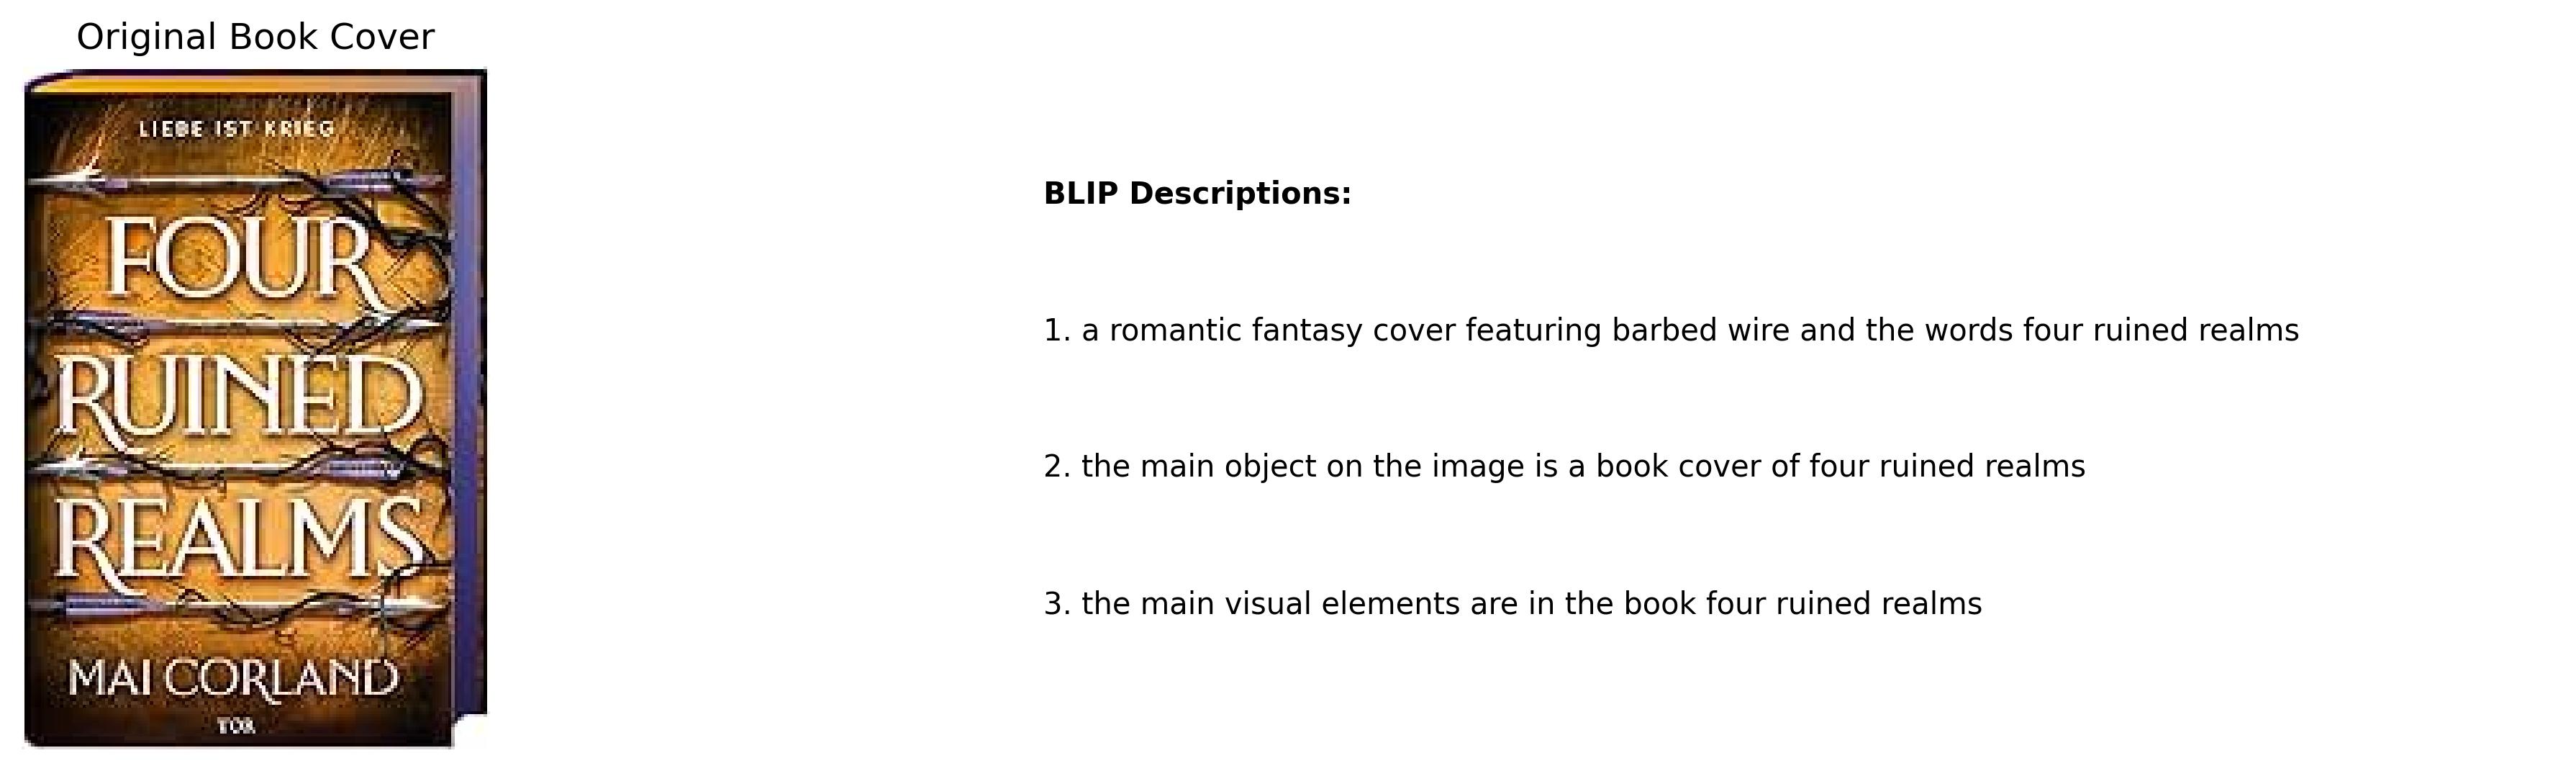 Original Book Cover
LIEBE IST KRIEG
FOUR
RUINED
REALMS
MAI CORLAND
TOR
BLIP Descriptions:
1. a romantic fantasy cover featuring barbed wire and the words four ruined realms
2. the main object on the image is a book cover of four ruined realms
3. the main visual elements are in the book four ruined realms